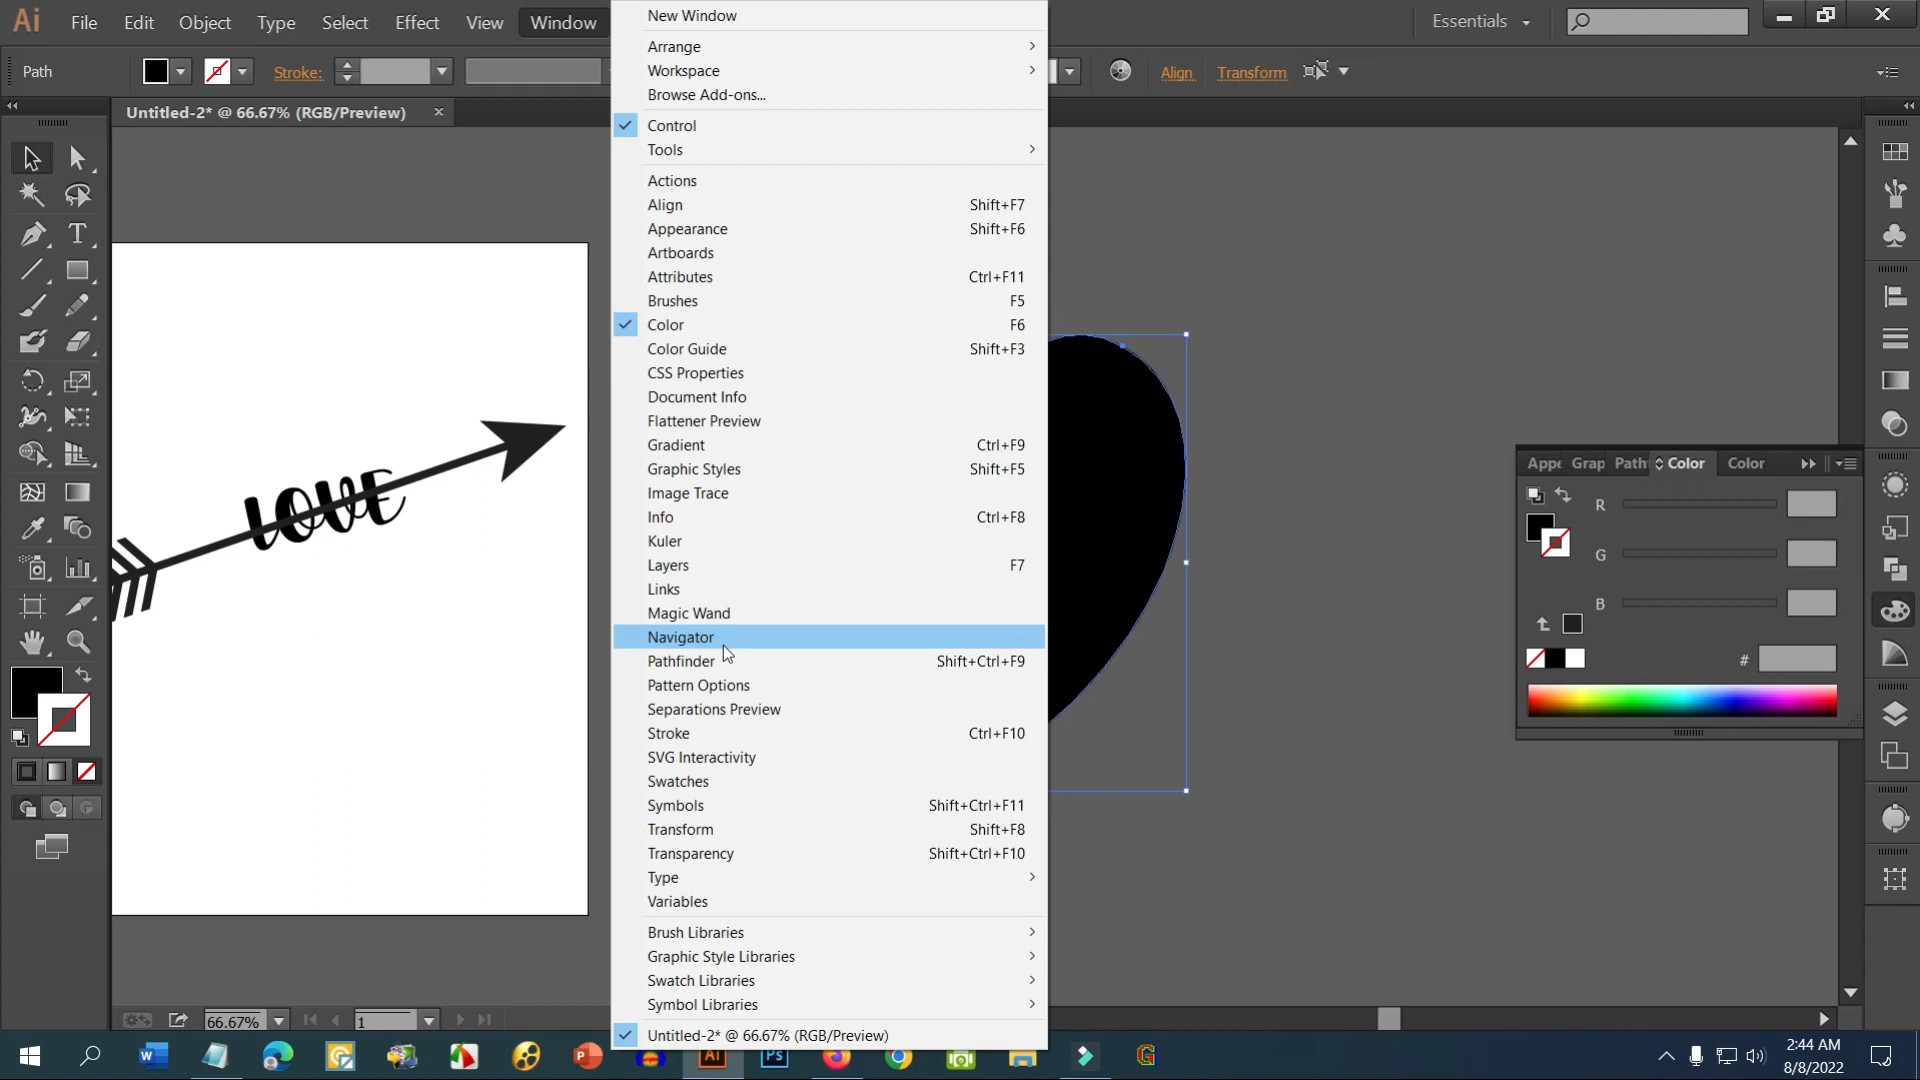 Ai File Edit Object Type Select Effect View Window Essentials
Path Stroke: Align Transform
Untitled-2* @ 66.67% (RGB/Preview)
New Window
Arrange
Workspace
Browse Add-ons...
Control
Tools
Actions
Align Shift+F7
Appearance Shift+F6
Artboards
Attributes Ctrl+F11
Brushes F5
Color F6
Color Guide Shift+F3
CSS Properties
Document Info
Flattener Preview
Gradient Ctrl+F9
Graphic Styles Shift+F5
Image Trace
Info Ctrl+F8
Kuler
Layers F7
Links
Magic Wand
Navigator
Pathfinder Shift+Ctrl+F9
Pattern Options
Separations Preview
Stroke Ctrl+F10
SVG Interactivity
Swatches
Symbols Shift+Ctrl+F11
Transform Shift+F8
Transparency Shift+Ctrl+F10
Type
Variables
Brush Libraries
Graphic Style Libraries
Swatch Libraries
Symbol Libraries
Untitled-2* @ 66.67% (RGB/Preview)
LOVE
Appe Grap Path Color Color
R
G
B
#
66.67% 1
Ai Ps
2:44 AM
8/8/2022